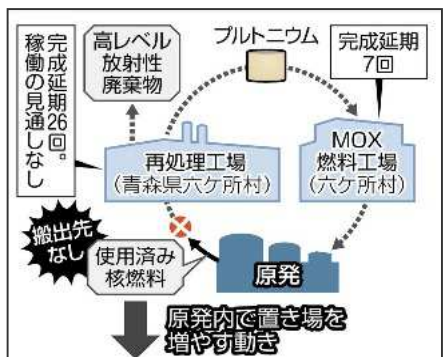 完成延期26回。
稼働の見通しなし
高レベル
放射性
廃棄物
プルトニウム
完成延期
7回
再処理工場
(青森県六ケ所村)
MOX
燃料工場
(六ケ所村)
搬出先
なし
使用済み
核燃料
原発
原発内で置き場を
増やす動き